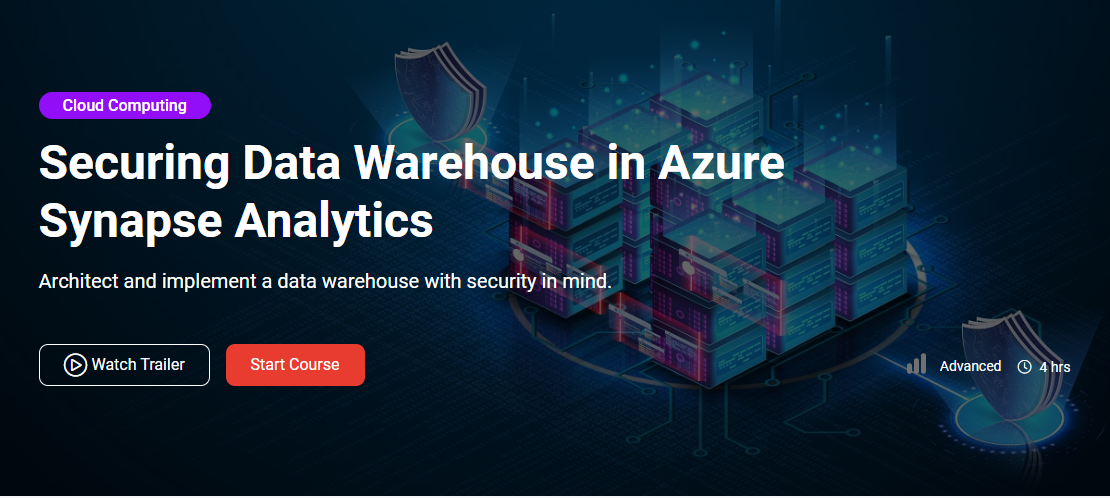 Cloud Computing
Securing Data Warehouse in Azure
Synapse Analytics
Architect and implement a data warehouse with security in mind.
Watch Trailer
Start Course
Advanced
4 hrs